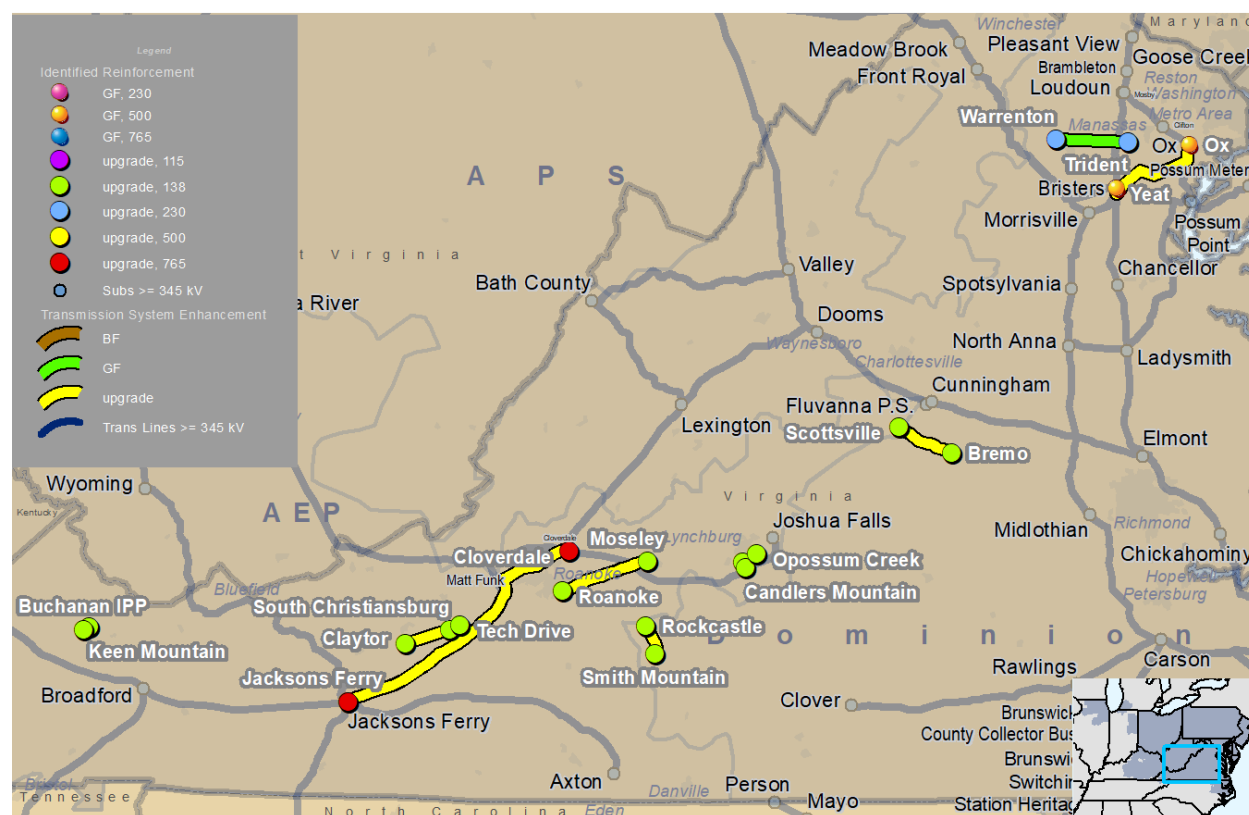 Legend
Identified Reinforcement
GF, 230
GF, 500
GF, 765
upgrade, 115
upgrade, 138
upgrade, 230
upgrade, 500
upgrade, 765
Subs >= 345 kV
Transmission System Enhancement
BF
GF
upgrade
Trans Lines >= 345 kV
Winchester
Maryland
Meadow Brook
Pleasant View
Front Royal
Goose Creek
Brambleton
Reston
Loudoun
Mosby
Washington
Metro Area
Warrenton
Manassas
Clifton
Ox
Ox
Trident
Possum Meter
Bristers
Yeat
Morrisville
Possum
Point
A P S
t Virginia
Bath County
a River
Valley
Chancellor
Spotsylvania
Dooms
Waynesboro
North Anna
Charlottesville
Ladysmith
Cunningham
Fluvanna P.S.
Lexington
Scottsville
Elmont
Bremo
Wyoming
Kentucky
AEP
Virginia
Joshua Falls
Midlothian
Richmond
Chickahominy
Cloverdale
Cloverdale
Moseley
Lynchburg
Opossum Creek
Matt Funk
Roanoke
Roanoke
Candlers Mountain
Hopewell
Petersburg
Bluefield
Buchanan IPP
South Christiansburg
Claytor
Tech Drive
Keen Mountain
Rockcastle
Dominion
Smith Mountain
Jacksons Ferry
Rawlings
Carson
Broadford
Jacksons Ferry
Clover
Brunswick
County Collector Bus
Brunswic
Switchin
Station Heritag
Axton
Person
Danville
Bristol
Tennessee
North Carolina
Eden
Mayo